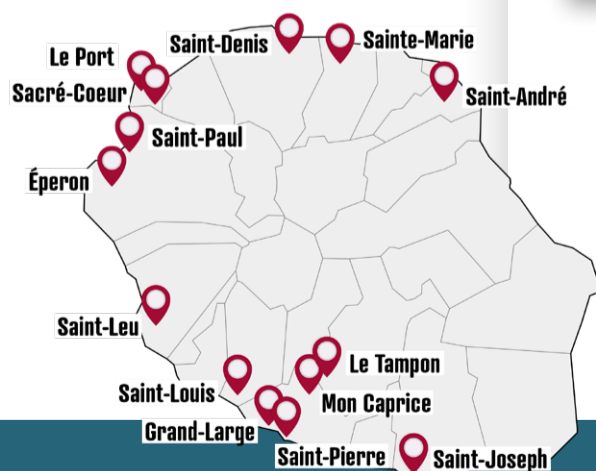 Saint-Denis
Sainte-Marie
Le Port
Sacré-Coeur
Saint-André
Saint-Paul
Éperon
Saint-Leu
Le Tampon
Saint-Louis
Mon Caprice
Grand-Large
Saint-Pierre
Saint-Joseph